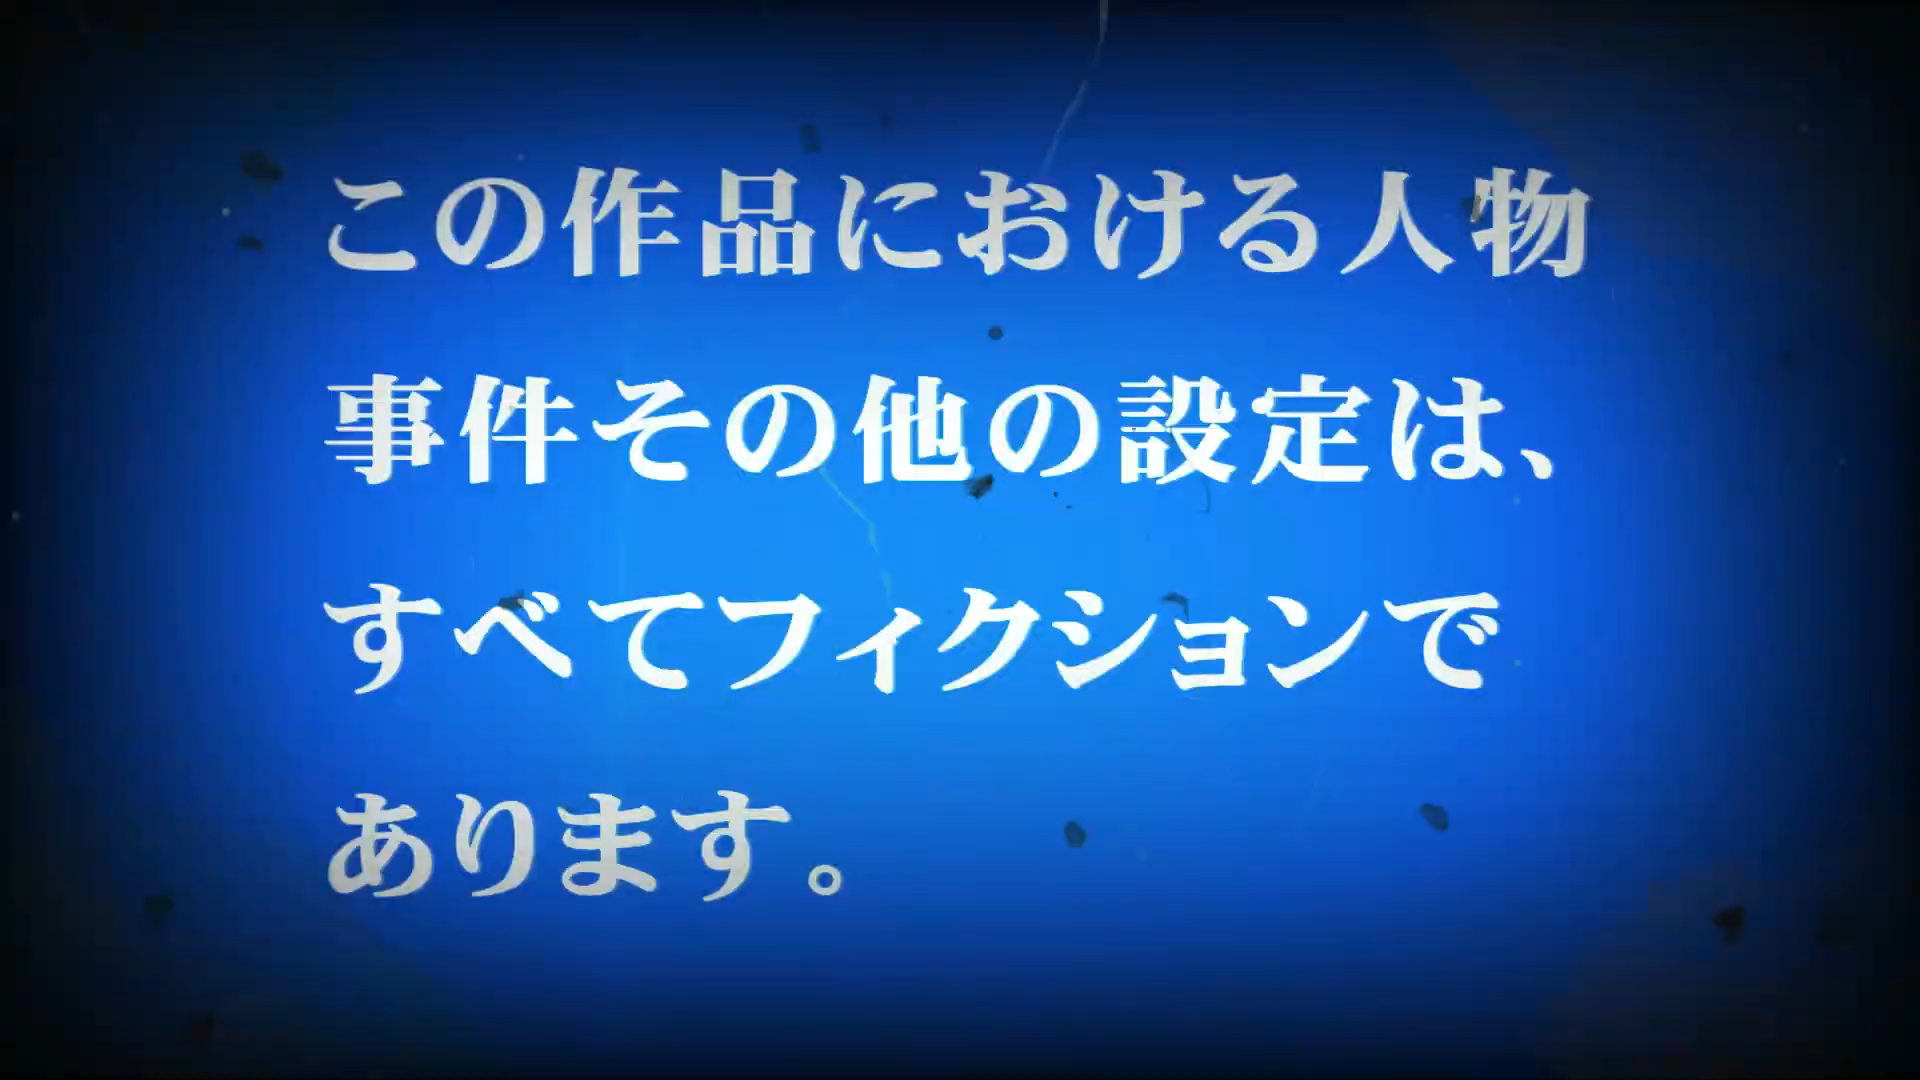 この作品における人物
事件その他の設定は、
すべてフィクションで
あります。